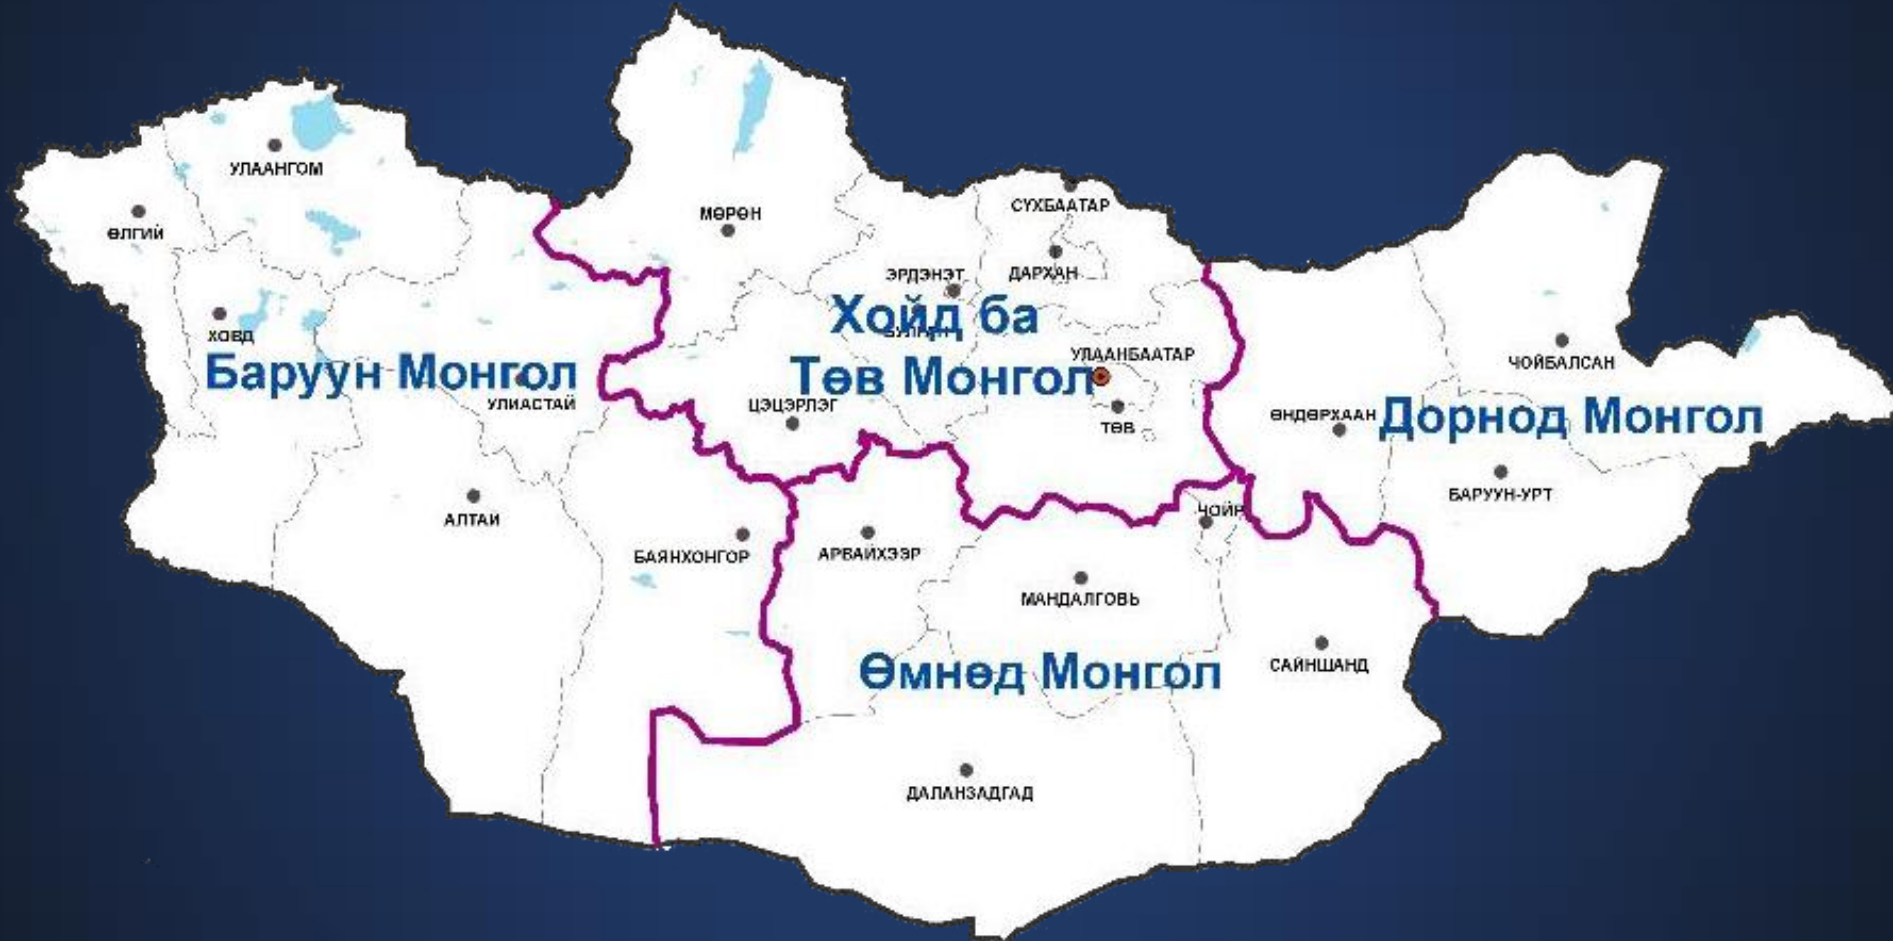 УЛААНГОМ
ӨЛГИЙ
МӨРӨН
СҮХБААТАР
ЭРДЭНЭТ
ДАРХАН
ХОВД
Хойд ба
Төв Монгол
УЛААНБААТАР
Баруун Монгол
УЛИАСТАЙ
ЦЭЦЭРЛЭГ
ТӨВ
ЧОЙБАЛСАН
ӨНДӨРХААН
Дорнод Монгол
БАРУУН-УРТ
АЛТАЙ
БАЯНХОНГОР
АРВАЙХЭЭР
ЧОЙР
МАНДАЛГОВЬ
Өмнөд Монгол
САЙНШАНД
ДАЛАНЗАДГАД